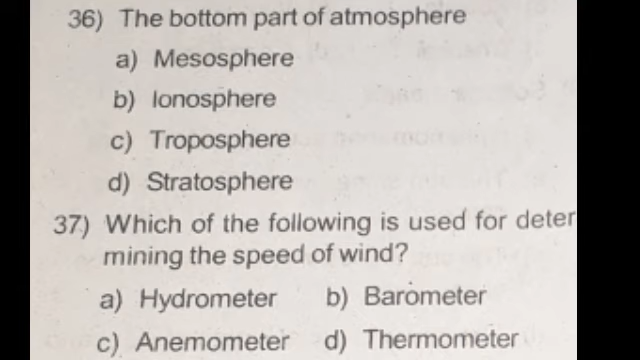 36) The bottom part of atmosphere
a) Mesosphere
b) Ionosphere
c) Troposphere
d) Stratosphere
37) Which of the following is used for deter
mining the speed of wind?
a) Hydrometer b) Barometer
c) Anemometer d) Thermometer